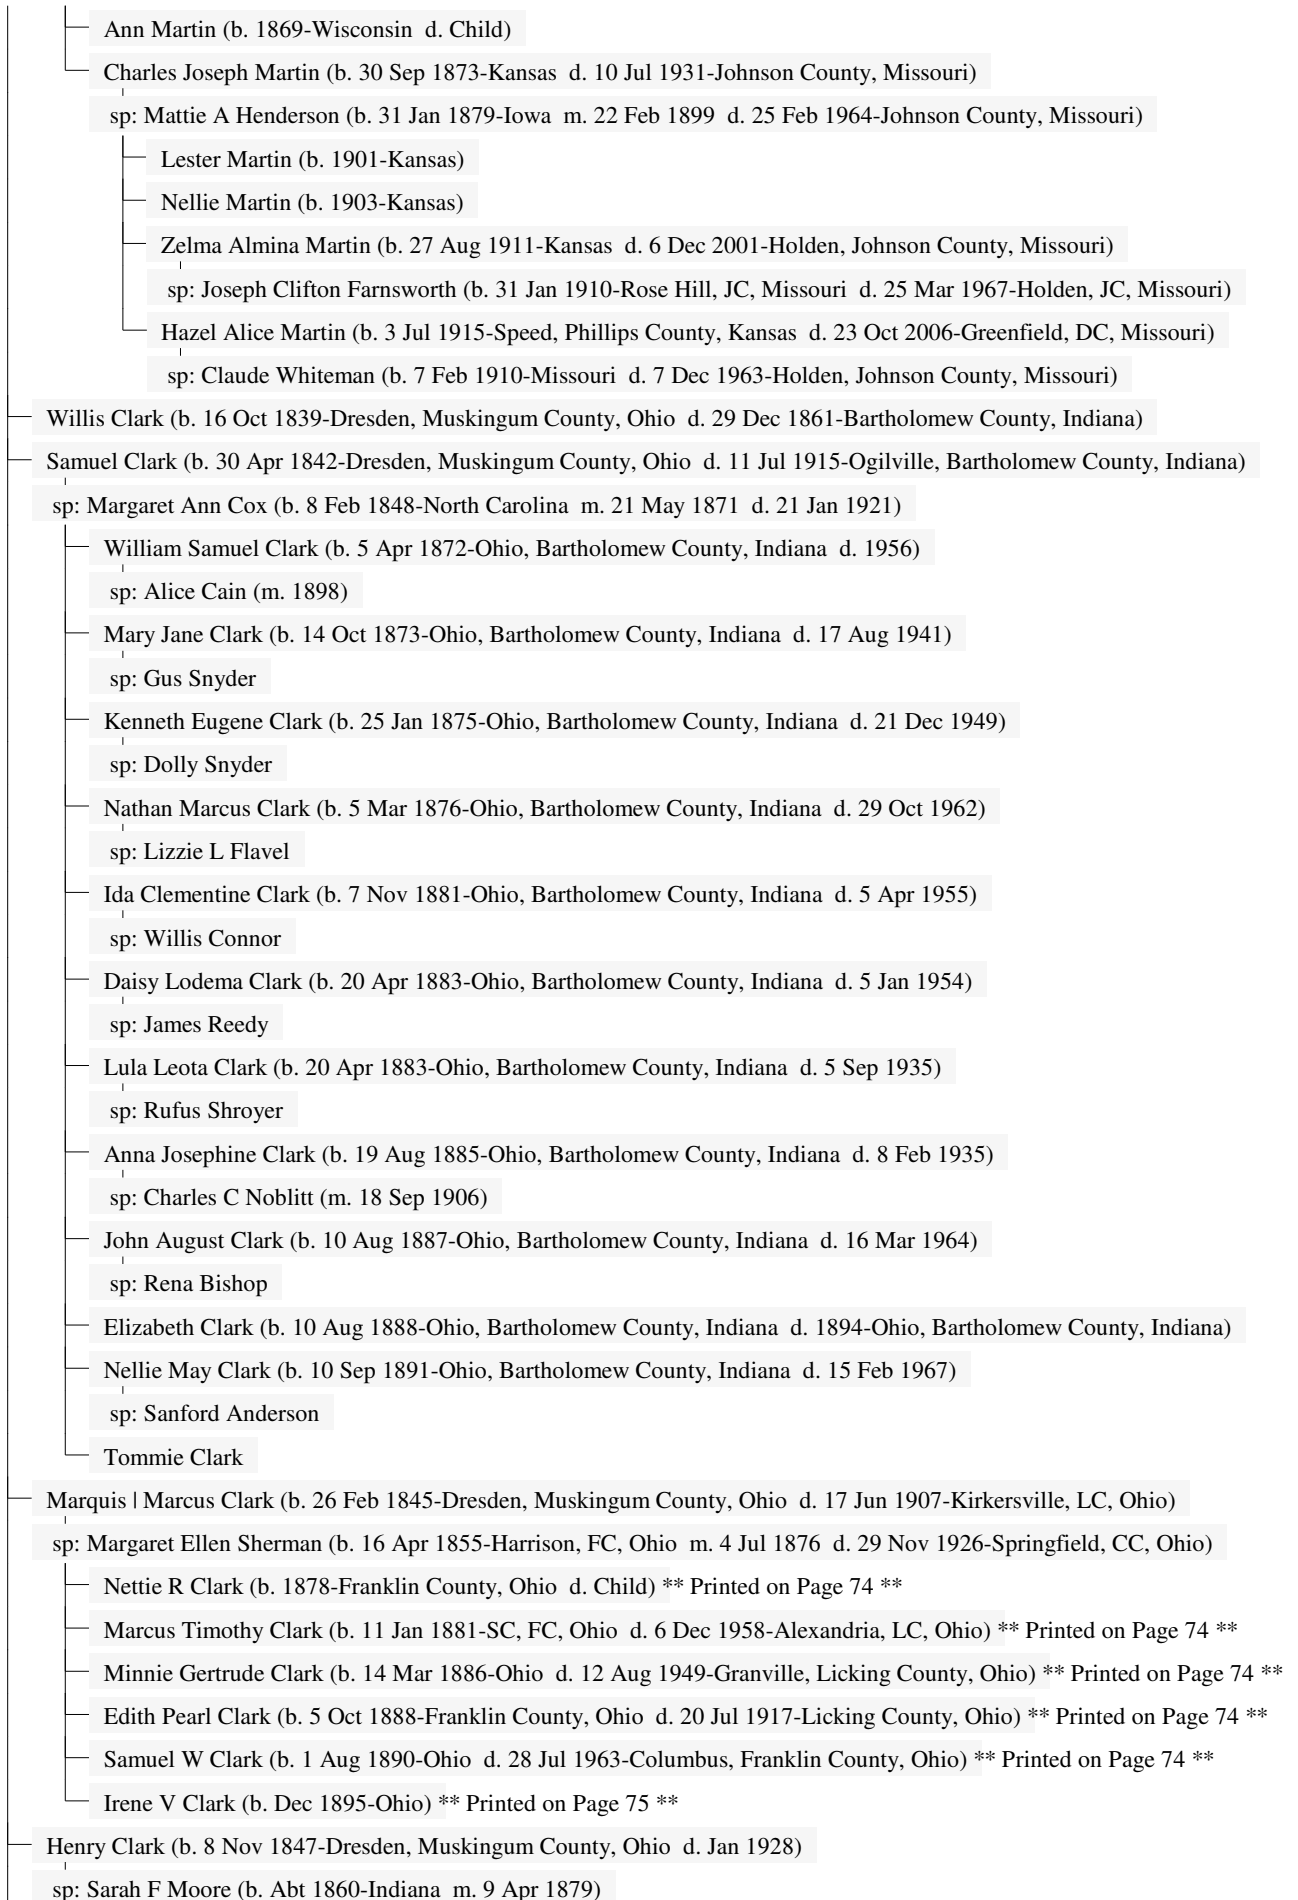 Ann Martin (b. 1869-Wisconsin d. Child)
Charles Joseph Martin (b. 30 Sep 1873-Kansas d. 10 Jul 1931-Johnson County, Missouri)
sp: Mattie A Henderson (b. 31 Jan 1879-Iowa m. 22 Feb 1899 d. 25 Feb 1964-Johnson County, Missouri)
Lester Martin (b. 1901-Kansas)
Nellie Martin (b. 1903-Kansas)
Zelma Almina Martin (b. 27 Aug 1911-Kansas d. 6 Dec 2001-Holden, Johnson County, Missouri)
sp: Joseph Clifton Farnsworth (b. 31 Jan 1910-Rose Hill, JC, Missouri d. 25 Mar 1967-Holden, JC, Missouri)
Hazel Alice Martin (b. 3 Jul 1915-Speed, Phillips County, Kansas d. 23 Oct 2006-Greenfield, DC, Missouri)
sp: Claude Whiteman (b. 7 Feb 1910-Missouri d. 7 Dec 1963-Holden, Johnson County, Missouri)
Willis Clark (b. 16 Oct 1839-Dresden, Muskingum County, Ohio d. 29 Dec 1861-Bartholomew County, Indiana)
Samuel Clark (b. 30 Apr 1842-Dresden, Muskingum County, Ohio d. 11 Jul 1915-Ogilville, Bartholomew County, Indiana)
sp: Margaret Ann Cox (b. 8 Feb 1848-North Carolina m. 21 May 1871 d. 21 Jan 1921)
William Samuel Clark (b. 5 Apr 1872-Ohio, Bartholomew County, Indiana d. 1956)
sp: Alice Cain (m. 1898)
Mary Jane Clark (b. 14 Oct 1873-Ohio, Bartholomew County, Indiana d. 17 Aug 1941)
sp: Gus Snyder
Kenneth Eugene Clark (b. 25 Jan 1875-Ohio, Bartholomew County, Indiana d. 21 Dec 1949)
sp: Dolly Snyder
Nathan Marcus Clark (b. 5 Mar 1876-Ohio, Bartholomew County, Indiana d. 29 Oct 1962)
sp: Lizzie L Flavel
Ida Clementine Clark (b. 7 Nov 1881-Ohio, Bartholomew County, Indiana d. 5 Apr 1955)
sp: Willis Connor
Daisy Lodema Clark (b. 20 Apr 1883-Ohio, Bartholomew County, Indiana d. 5 Jan 1954)
sp: James Reedy
Lula Leota Clark (b. 20 Apr 1883-Ohio, Bartholomew County, Indiana d. 5 Sep 1935)
sp: Rufus Shroyer
Anna Josephine Clark (b. 19 Aug 1885-Ohio, Bartholomew County, Indiana d. 8 Feb 1935)
sp: Charles C Noblitt (m. 18 Sep 1906)
John August Clark (b. 10 Aug 1887-Ohio, Bartholomew County, Indiana d. 16 Mar 1964)
sp: Rena Bishop
Elizabeth Clark (b. 10 Aug 1888-Ohio, Bartholomew County, Indiana d. 1894-Ohio, Bartholomew County, Indiana)
Nellie May Clark (b. 10 Sep 1891-Ohio, Bartholomew County, Indiana d. 15 Feb 1967)
sp: Sanford Anderson
Tommie Clark
Marquis | Marcus Clark (b. 26 Feb 1845-Dresden, Muskingum County, Ohio d. 17 Jun 1907-Kirkersville, LC, Ohio)
sp: Margaret Ellen Sherman (b. 16 Apr 1855-Harrison, FC, Ohio m. 4 Jul 1876 d. 29 Nov 1926-Springfield, CC, Ohio)
Nettie R Clark (b. 1878-Franklin County, Ohio d. Child) ** Printed on Page 74 **
Marcus Timothy Clark (b. 11 Jan 1881-SC, FC, Ohio d. 6 Dec 1958-Alexandria, LC, Ohio) ** Printed on Page 74 **
Minnie Gertrude Clark (b. 14 Mar 1886-Ohio d. 12 Aug 1949-Granville, Licking County, Ohio) ** Printed on Page 74 **
Edith Pearl Clark (b. 5 Oct 1888-Franklin County, Ohio d. 20 Jul 1917-Licking County, Ohio) ** Printed on Page 74 **
Samuel W Clark (b. 1 Aug 1890-Ohio d. 28 Jul 1963-Columbus, Franklin County, Ohio) ** Printed on Page 74 **
Irene V Clark (b. Dec 1895-Ohio) ** Printed on Page 75 **
Henry Clark (b. 8 Nov 1847-Dresden, Muskingum County, Ohio d. Jan 1928)
sp: Sarah F Moore (b. Abt 1860-Indiana m. 9 Apr 1879)